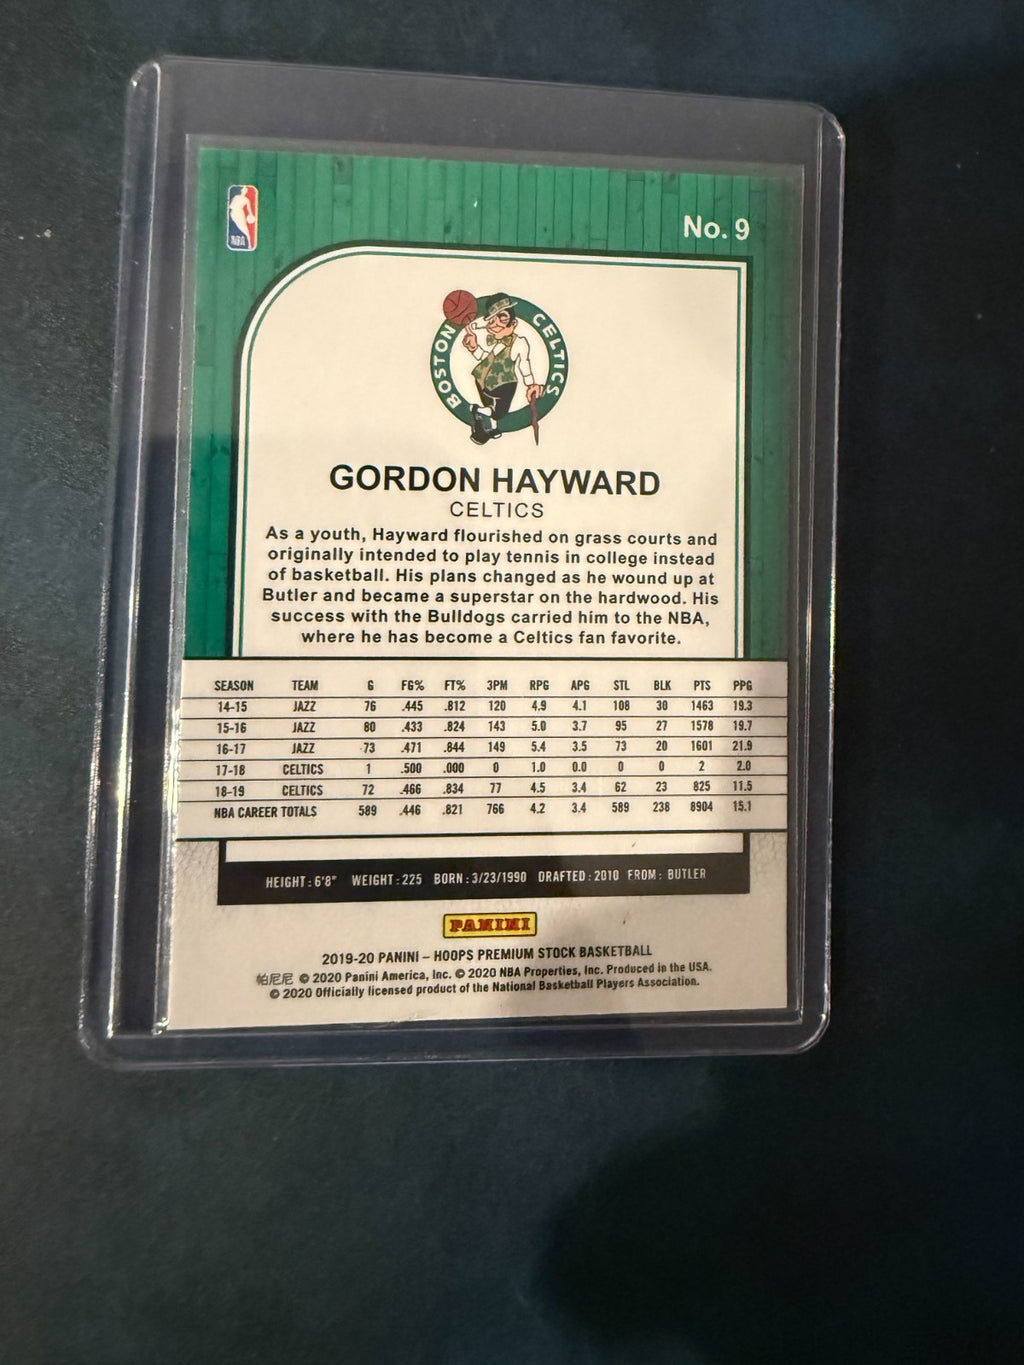 NBA
No. 9
BOSTON CELTICS
GORDON HAYWARD
CELTICS
As a youth, Hayward flourished on grass courts and
originally intended to play tennis in college instead
of basketball. His plans changed as he wound up at
Butler and became a superstar on the hardwood. His
success with the Bulldogs carried him to the NBA,
where he has become a Celtics fan favorite.
SEASON TEAM G FG% FT% 3PM RPG APG STL BLK PTS PPG
14-15 JAZZ 76 .445 .812 120 4.9 4.1 108 30 1463 19.3
15-16 JAZZ 80 .433 .824 143 5.0 3.7 95 27 1578 19.7
16-17 JAZZ 73 .471 .844 149 5.4 3.5 73 20 1601 21.9
17-18 CELTICS 1 .500 .000 0 1.0 0.0 0 0 2 2.0
18-19 CELTICS 72 .466 .834 77 4.5 3.4 62 23 825 11.5
NBA CAREER TOTALS 589 .446 .821 766 4.2 3.4 589 238 8904 15.1
HEIGHT: 6'8" WEIGHT: 225 BORN: 3/23/1990 DRAFTED: 2010 FROM: BUTLER
PANINI
2019-20 PANINI – HOOPS PREMIUM STOCK BASKETBALL
帕尼尼 © 2020 Panini America, Inc. © 2020 NBA Properties, Inc. Produced in the USA.
© 2020 Officially licensed product of the National Basketball Players Association.